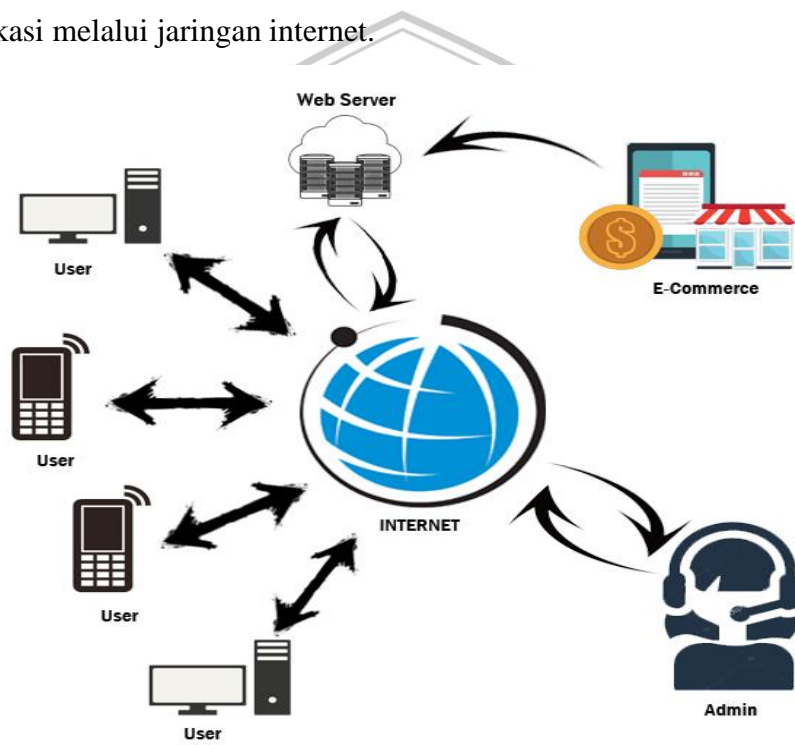 kasi melalui jaringan internet.
Web Server
User
E-Commerce
User
INTERNET
User
Admin
User